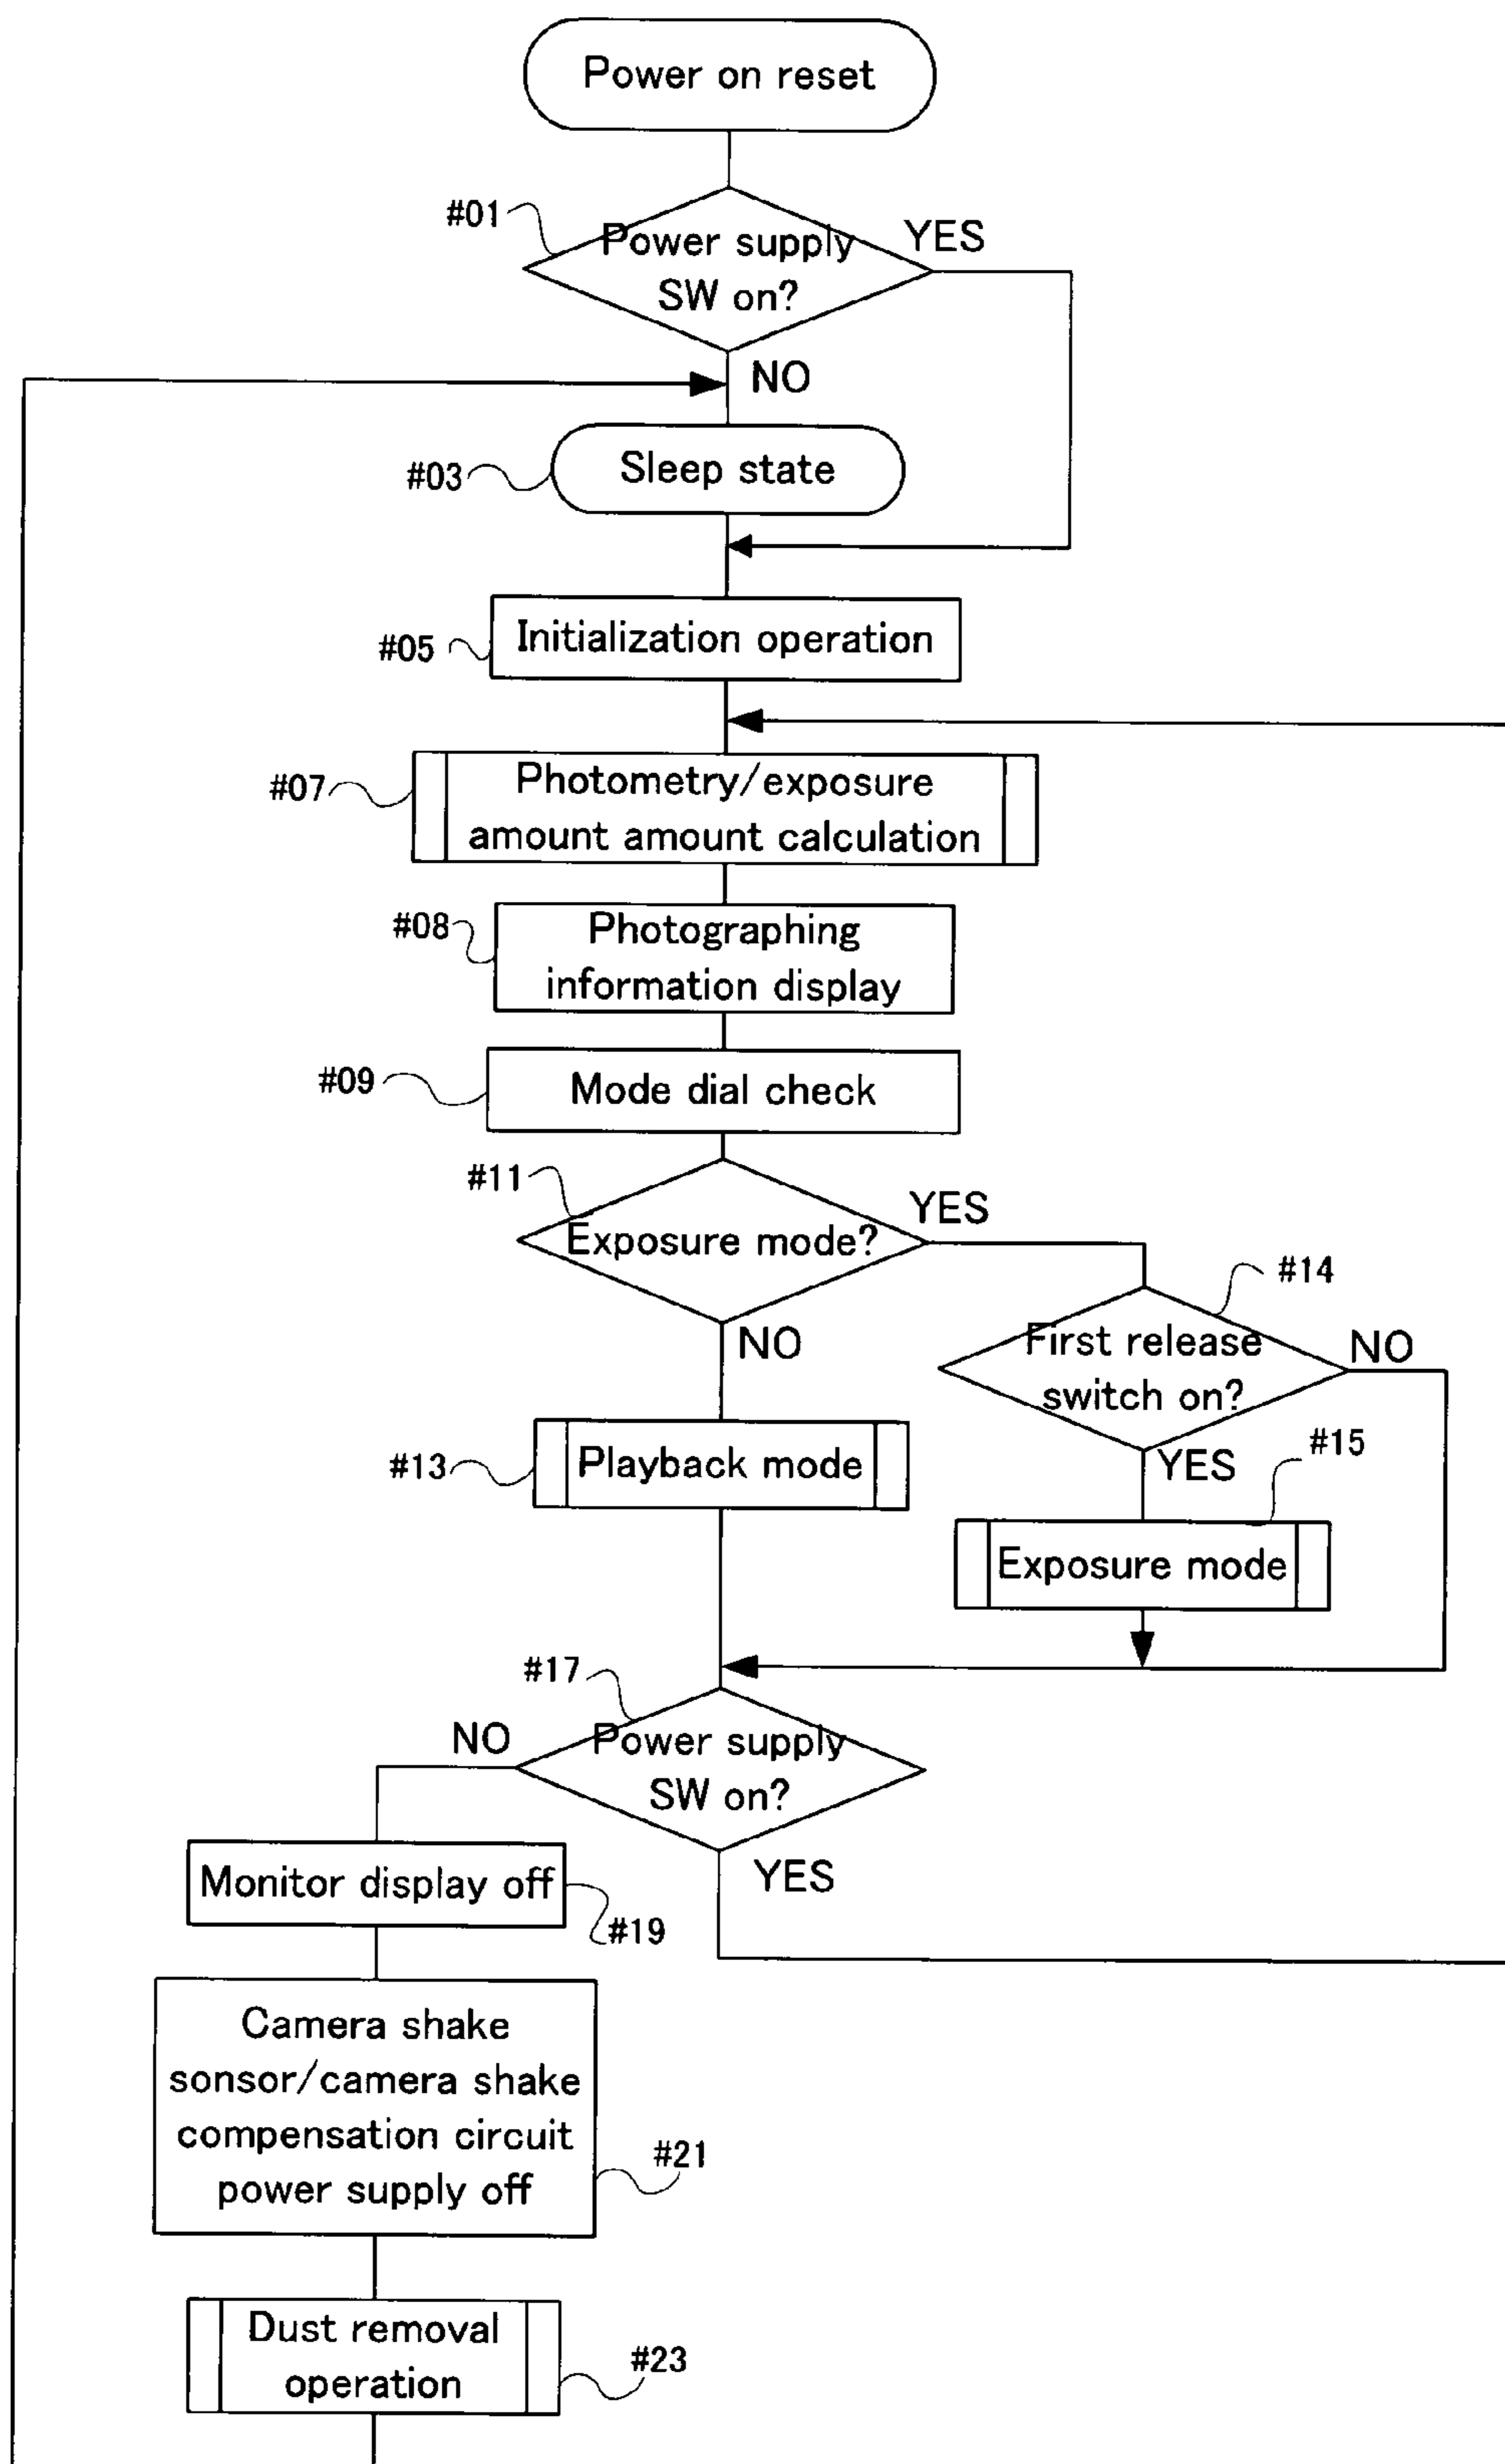 Power on reset
#01
Power supply
SW on?
YES
NO
#03
Sleep state
#05
Initialization operation
#07
Photometry/exposure
amount amount calculation
#08
Photographing
information display
#09
Mode dial check
#11
Exposure mode?
YES
NO
#14
First release
switch on?
NO
YES
#13
Playback mode
#15
Exposure mode
#17
Power supply
SW on?
NO
YES
Monitor display off
#19
Camera shake
sonsor/camera shake
compensation circuit
power supply off
#21
Dust removal
operation
#23